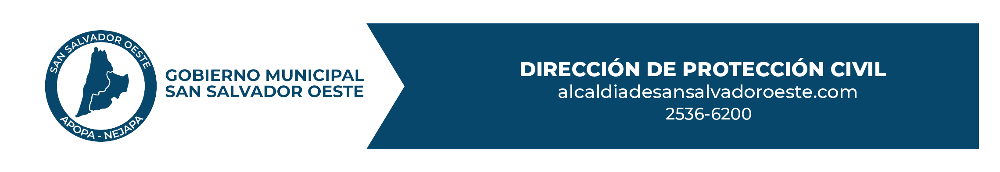 SAN SALVADOR OESTE
APOPA - NEJAPA
GOBIERNO MUNICIPAL
SAN SALVADOR OESTE
DIRECCIÓN DE PROTECCIÓN CIVIL
alcaldiadesansalvadoroeste.com
2536-6200